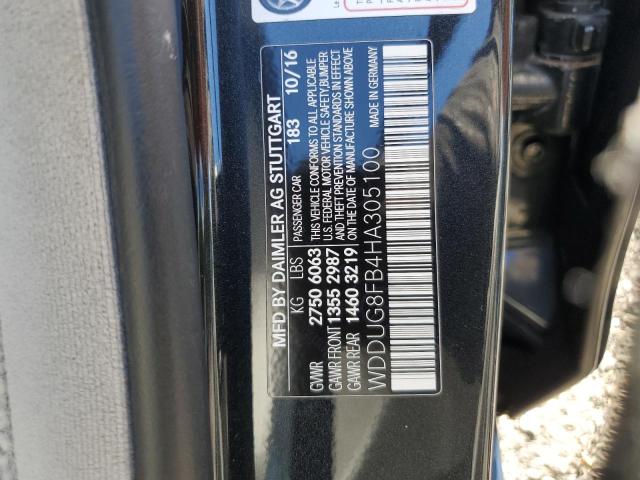 MFD BY DAIMLER AG STUTTGART
KG LBS PASSENGER CAR 183 10/16
GVWR 2750 6063 THIS VEHICLE CONFORMS TO ALL APPLICABLE
GAWR FRONT 1355 2987 U.S. FEDERAL MOTOR VEHICLE SAFETY,BUMPER
AND THEFT PREVENTION STANDARDS IN EFFECT
GAWR REAR 1460 3219 ON THE DATE OF MANUFACTURE SHOWN ABOVE
WDDUG8FB4HA305100 MADE IN GERMANY